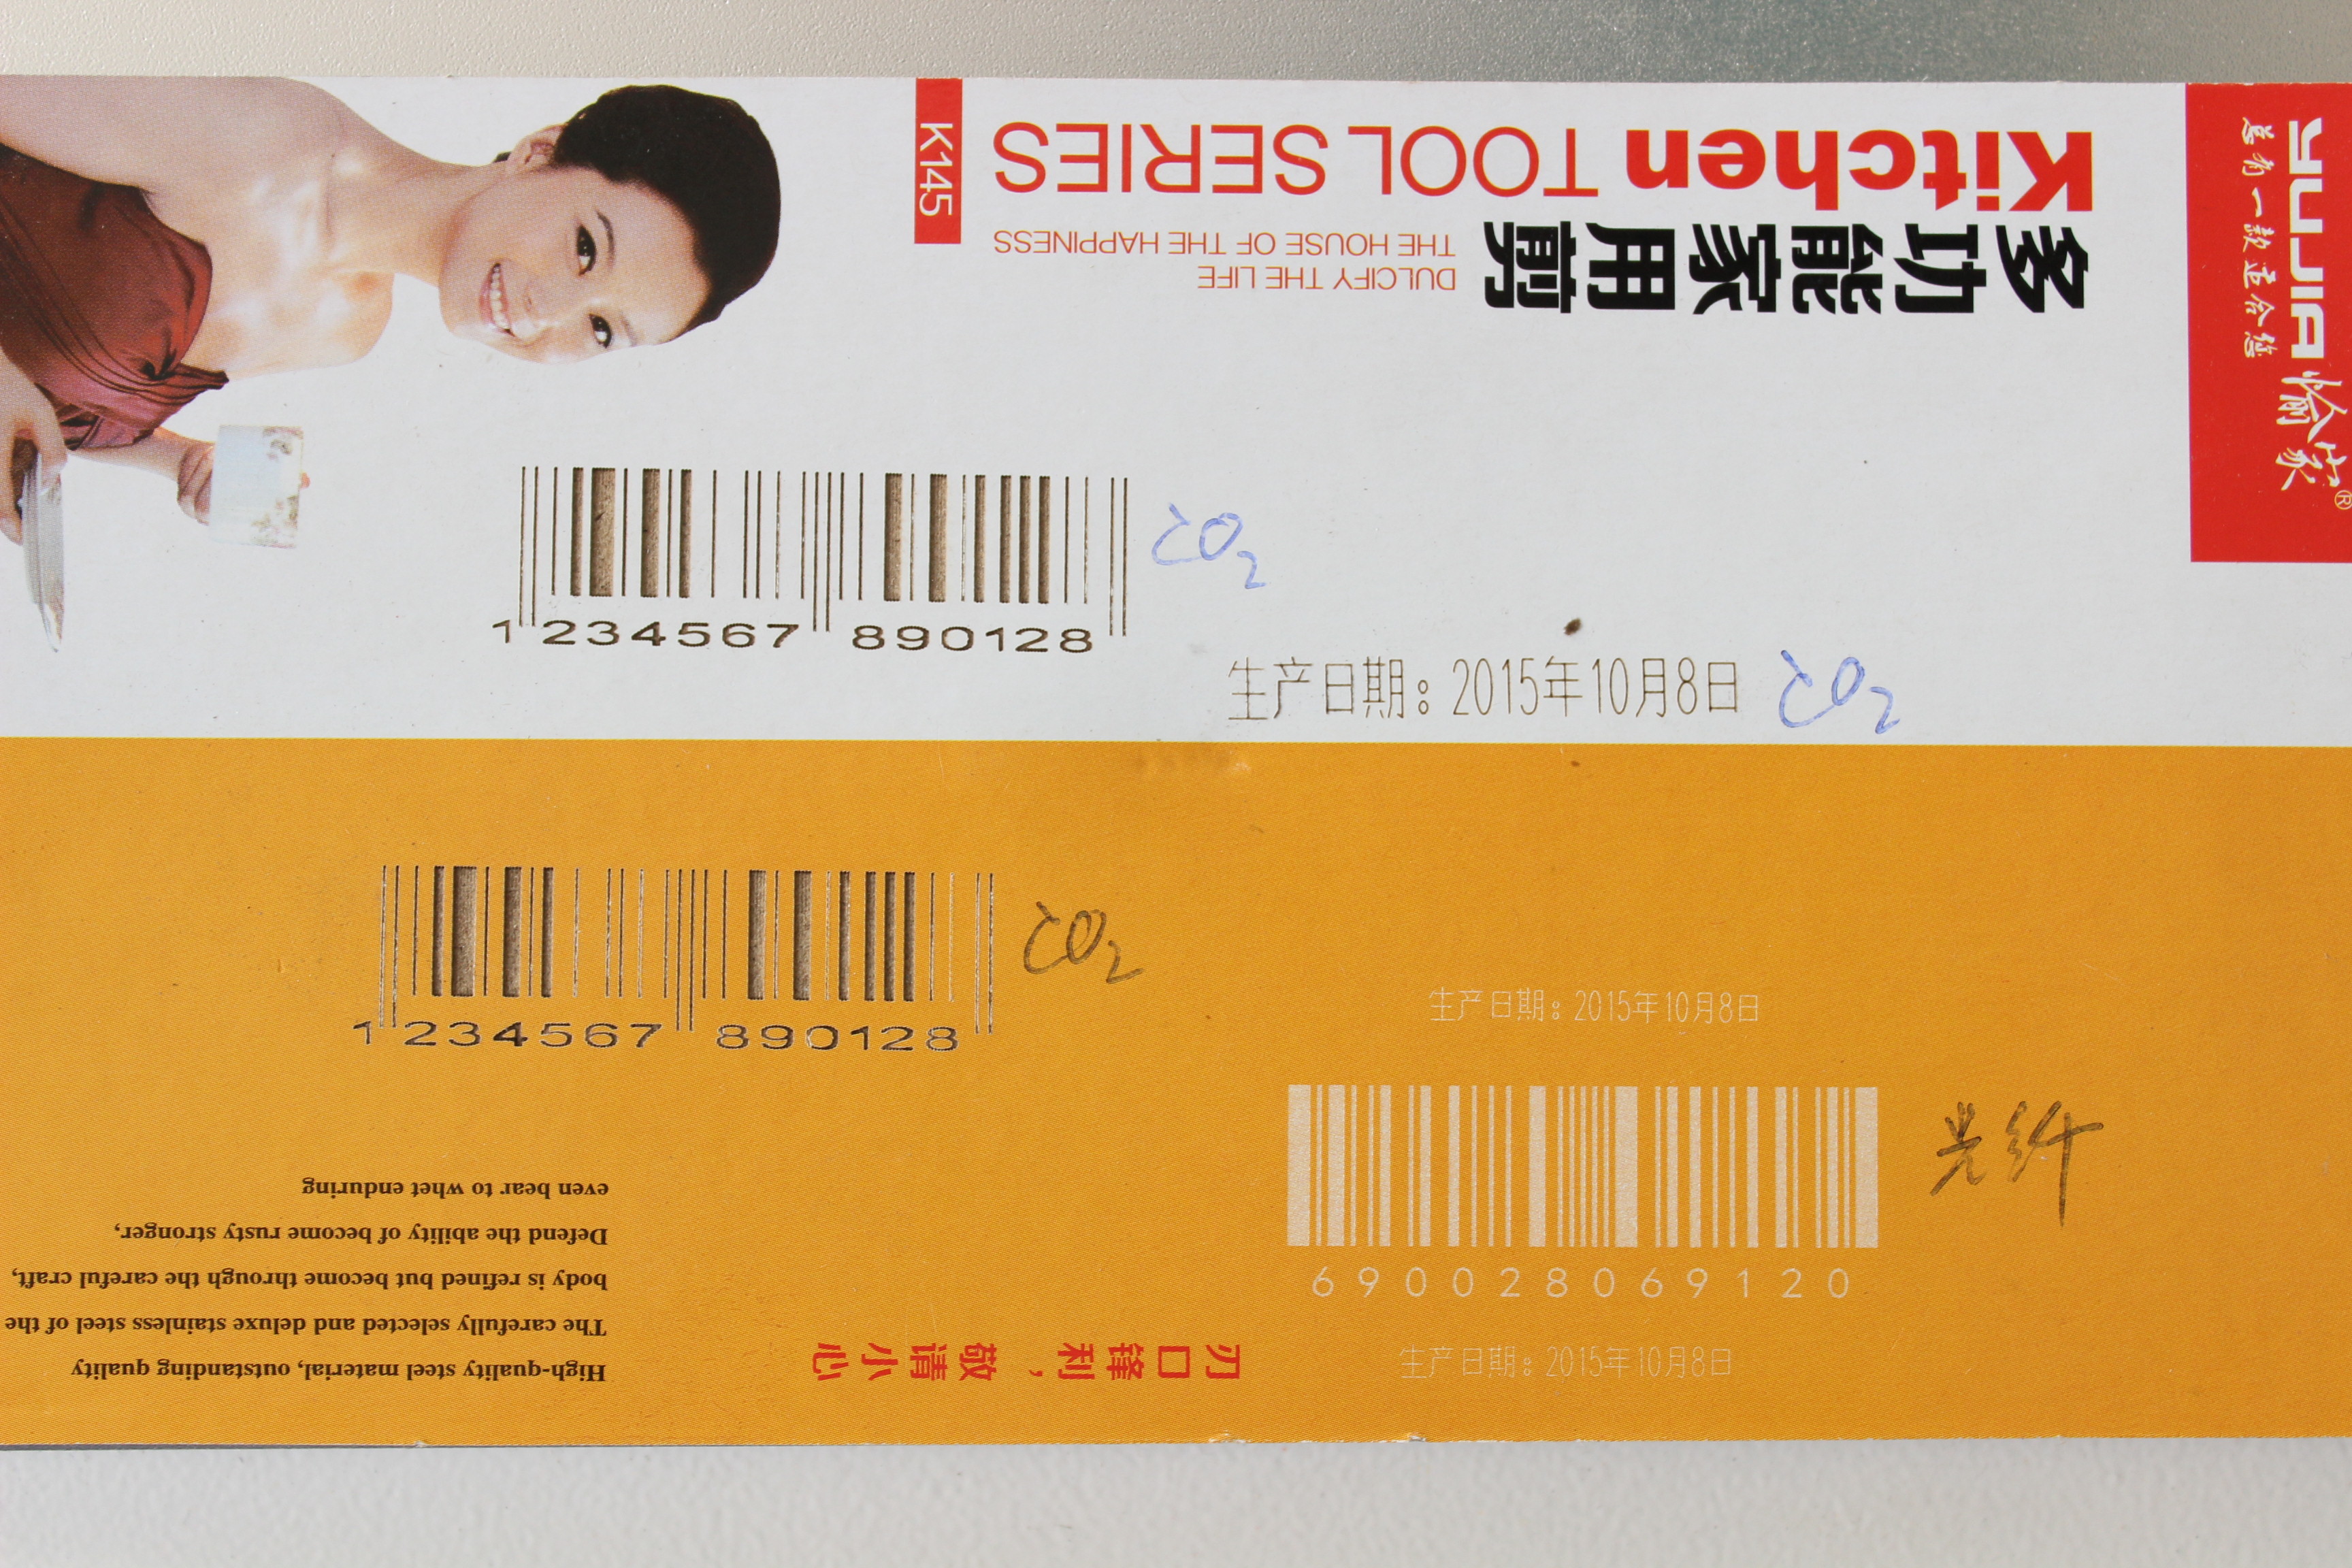 YUJIA 愉家®
总有一款适合您
Kitchen TOOL SERIES
多功能家用剪
DULCIFY THE LIFE
THE HOUSE OF THE HAPPINESS
K145
1 234567 890128
CO2
生产日期：2015年10月8日
CO2
1 234567 890128
CO2
生产日期：2015年10月8日
光纤
690028069120
生产日期：2015年10月8日
刃口锋利，敬请小心
High-quality steel material, outstanding quality
The carefully selected and deluxe stainless steel of the
body is refined but become through the careful craft,
Defend the ability of become rusty stronger,
even bear to whet enduring